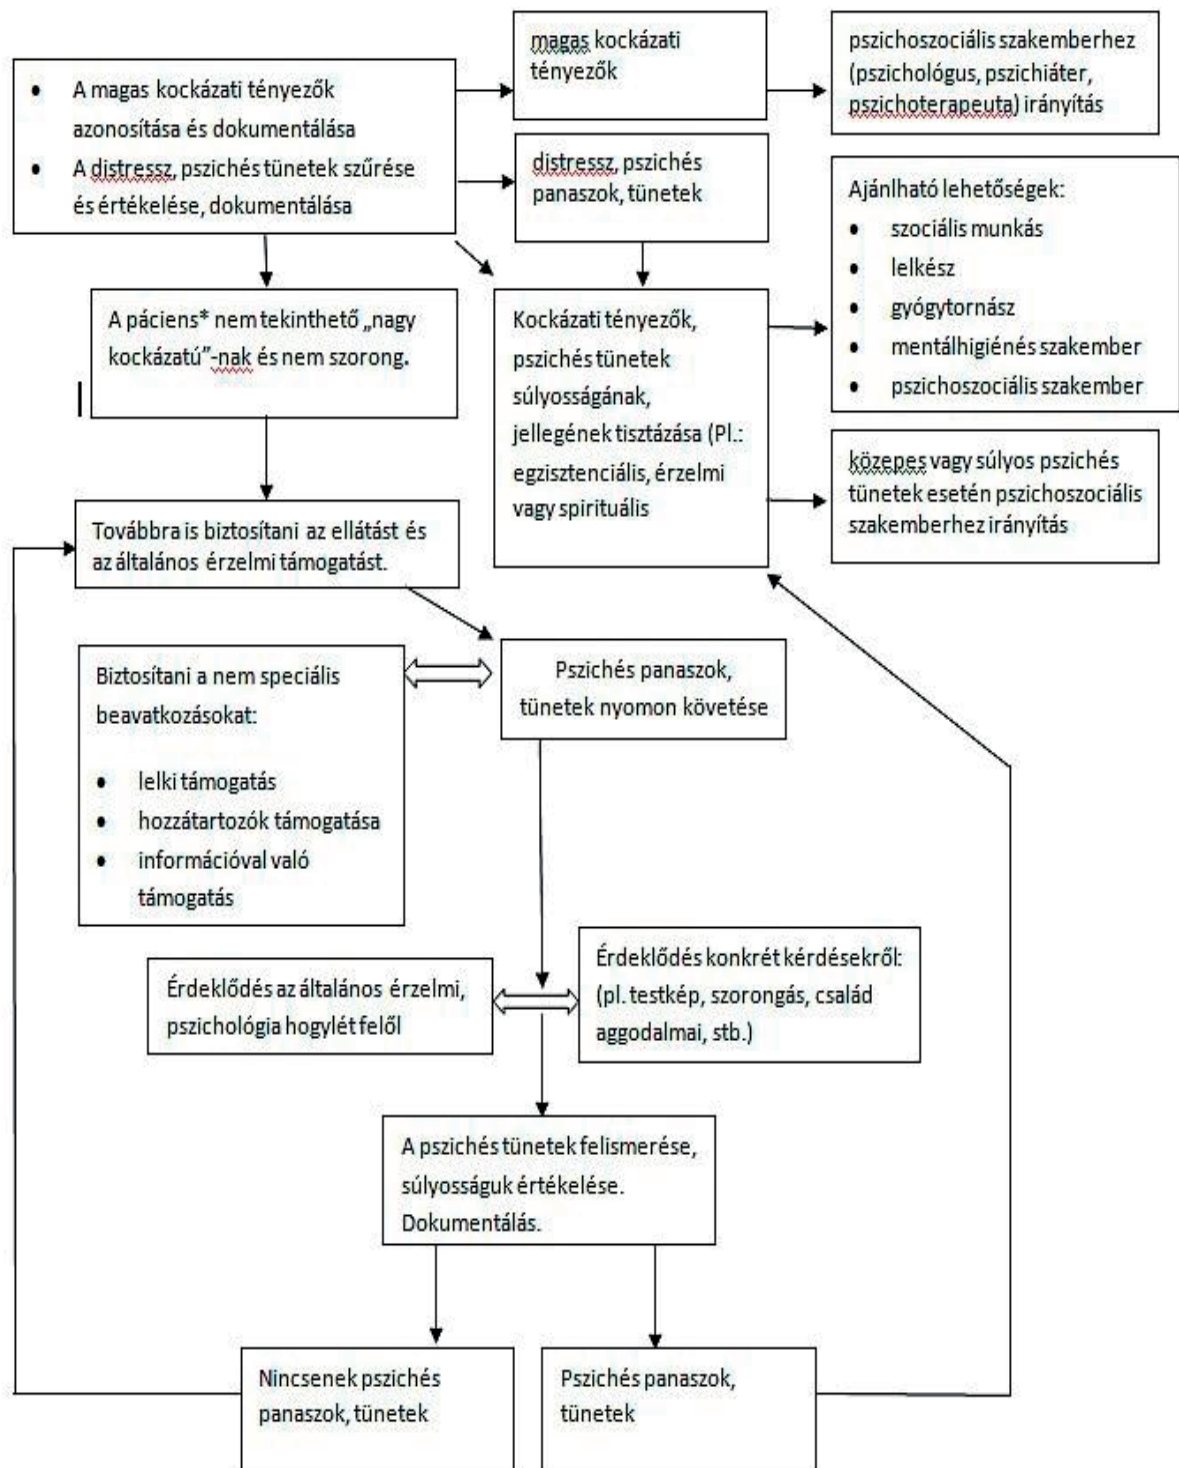 magas kockázati
tényezők
pszichoszociális szakemberhez
(pszichológus, pszichiáter,
pszichoterapeuta) irányítás
• A magas kockázati tényezők
azonosítása és dokumentálása
• A distressz, pszichés tünetek szűrése
és értékelése, dokumentálása
distressz, pszichés
panaszok, tünetek
Ajánlható lehetőségek:
• szociális munkás
• lelkész
• gyógytornász
• mentálhigiénés szakember
• pszichoszociális szakember
A páciens* nem tekinthető „nagy
kockázatú”-nak és nem szorong.
Kockázati tényezők,
pszichés tünetek
súlyosságának,
jellegének tisztázása (Pl.:
egzisztenciális, érzelmi
vagy spirituális
közepes vagy súlyos pszichés
tünetek esetén pszichoszociális
szakemberhez irányítás
Továbbra is biztosítani az ellátást és
az általános érzelmi támogatást.
Biztosítani a nem speciális
beavatkozásokat:
• lelki támogatás
• hozzátartozók támogatása
• információval való
támogatás
Pszichés panaszok,
tünetek nyomon követése
Érdeklődés az általános érzelmi,
pszichológia hogylét felől
Érdeklődés konkrét kérdésekről:
(pl. testkép, szorongás, család
aggodalmai, stb.)
A pszichés tünetek felismerése,
súlyosságuk értékelése.
Dokumentálás.
Nincsenek pszichés
panaszok, tünetek
Pszichés panaszok,
tünetek